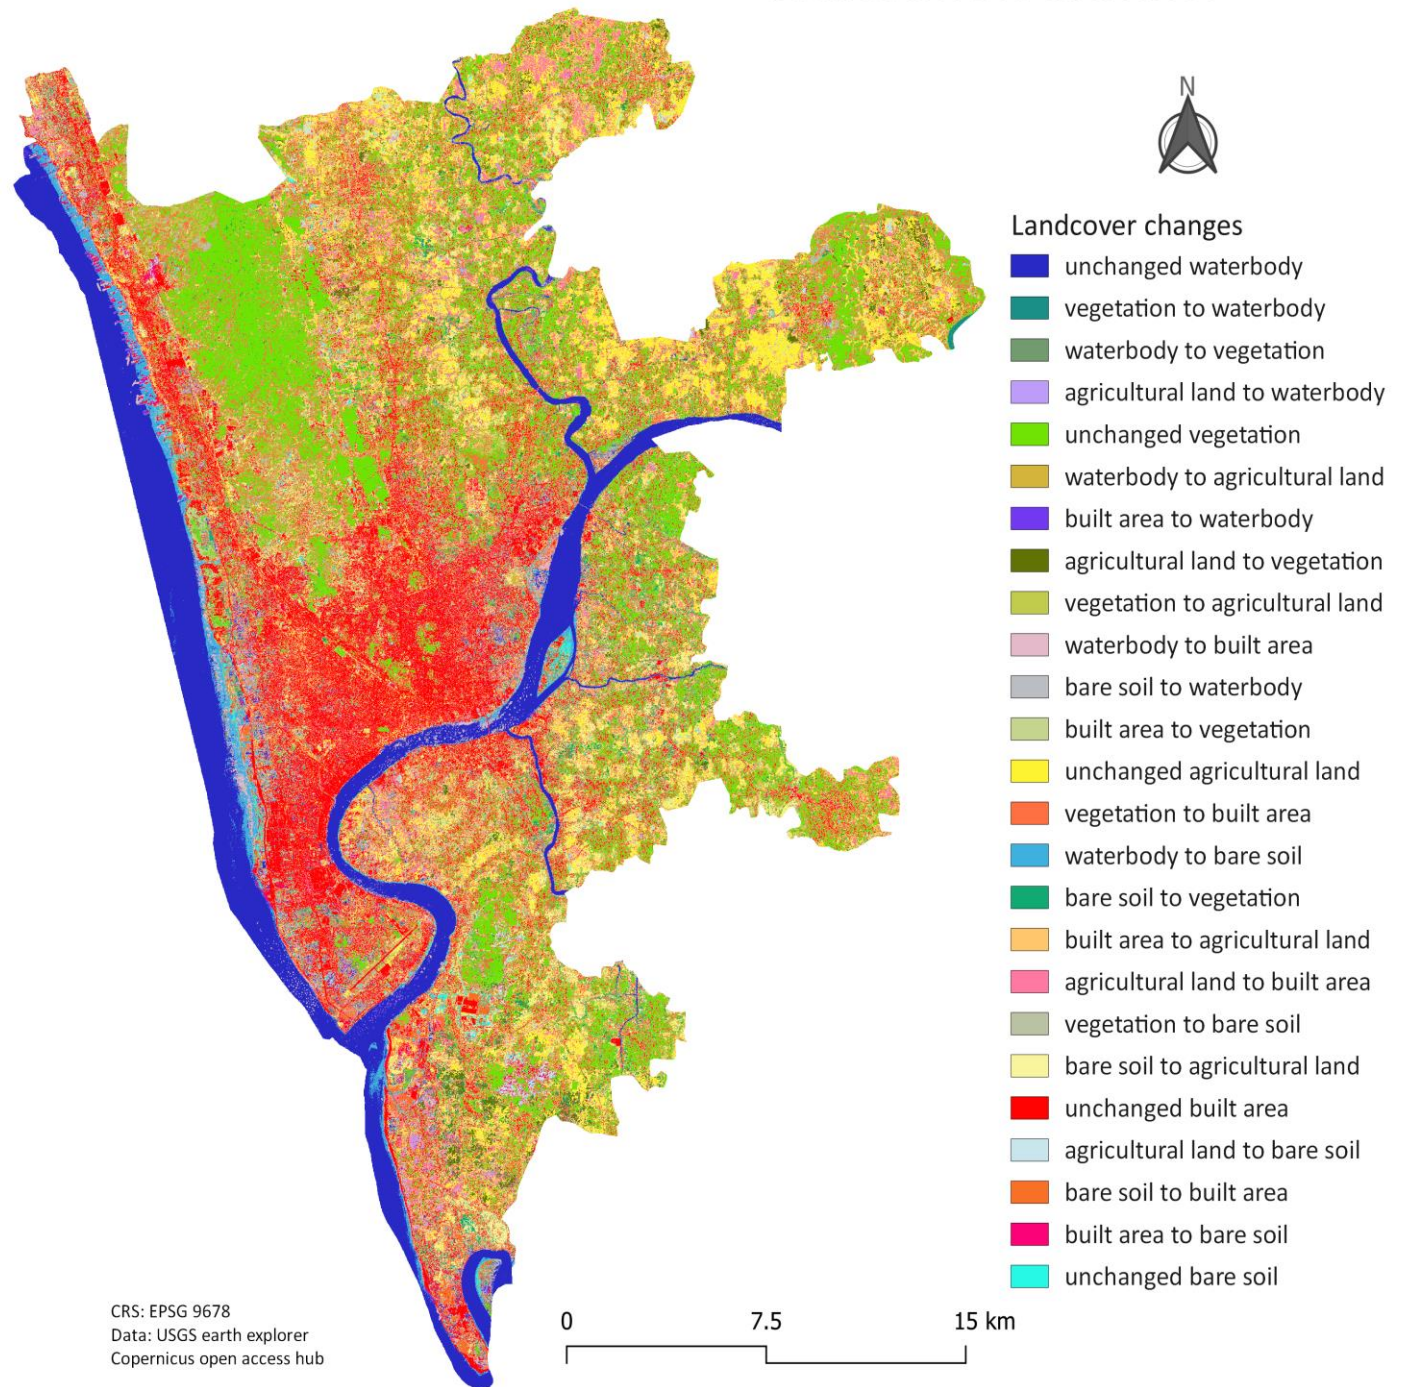 N
Landcover changes
unchanged waterbody
vegetation to waterbody
waterbody to vegetation
agricultural land to waterbody
unchanged vegetation
waterbody to agricultural land
built area to waterbody
agricultural land to vegetation
vegetation to agricultural land
waterbody to built area
bare soil to waterbody
built area to vegetation
unchanged agricultural land
vegetation to built area
waterbody to bare soil
bare soil to vegetation
built area to agricultural land
agricultural land to built area
vegetation to bare soil
bare soil to agricultural land
unchanged built area
agricultural land to bare soil
bare soil to built area
built area to bare soil
unchanged bare soil
CRS: EPSG 9678
Data: USGS earth explorer
Copernicus open access hub
0 7.5 15 km